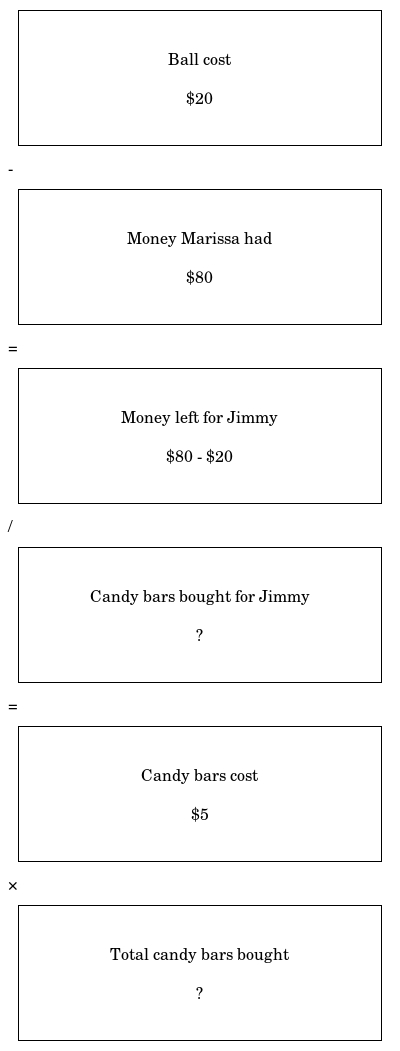 Ball cost
$20
-
Money Marissa had
$80
=
Money left for Jimmy
$80 - $20
/
Candy bars bought for Jimmy
?
=
Candy bars cost
$5
×
Total candy bars bought
?